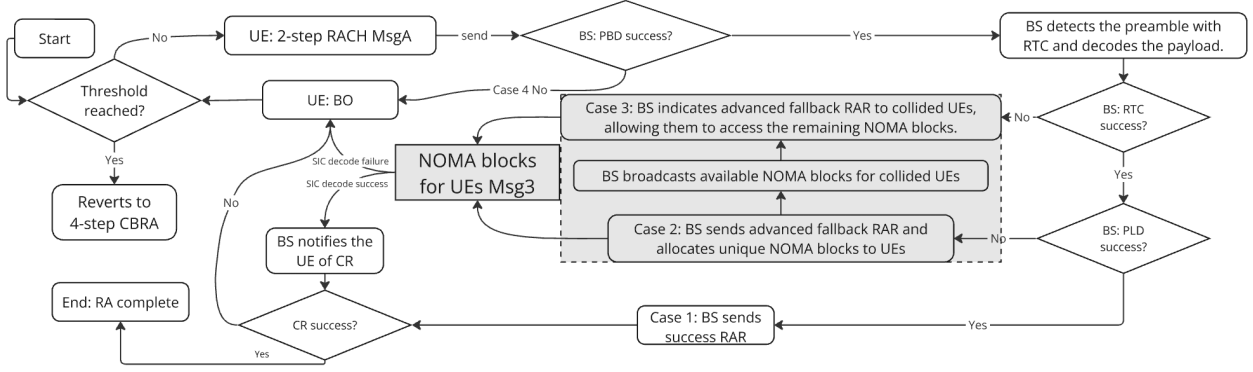 Start
No
UE: 2-step RACH MsgA
send
BS: PBD success?
Yes
BS detects the preamble with
RTC and decodes the payload.
Threshold
reached?
UE: BO
Case 4 No
Case 3: BS indicates advanced fallback RAR to collided UEs,
allowing them to access the remaining NOMA blocks.
No
BS: RTC
success?
SIC decode failure
NOMA blocks
for UEs Msg3
BS broadcasts available NOMA blocks for collided UEs
Yes
Yes
SIC decode success
Reverts to
4-step CBRA
No
Case 2: BS sends advanced fallback RAR and
allocates unique NOMA blocks to UEs
No
BS: PLD
success?
BS notifies the
UE of CR
End: RA complete
CR success?
Case 1: BS sends
success RAR
Yes
Yes